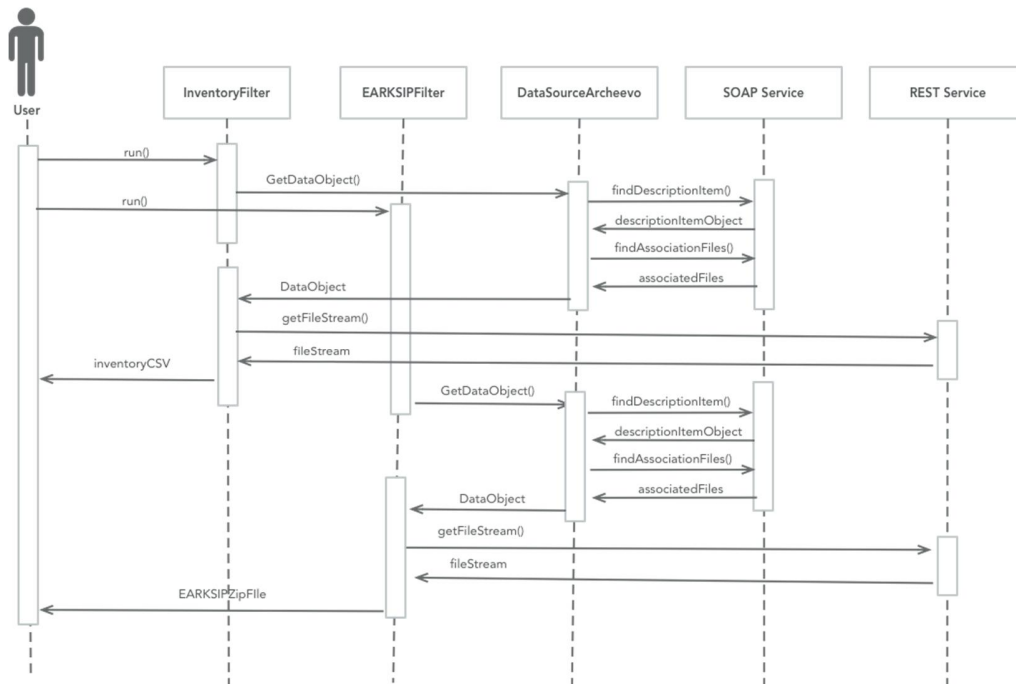 User
InventoryFilter
EARKSIPFilter
DataSourceArcheevo
SOAP Service
REST Service
run()
GetDataObject()
findDescriptionItem()
run()
descriptionItemObject
findAssociationFiles()
associatedFiles
DataObject
getFileStream()
fileStream
inventoryCSV
GetDataObject()
findDescriptionItem()
descriptionItemObject
findAssociationFiles()
associatedFiles
DataObject
getFileStream()
fileStream
EARKSIPZipFIle